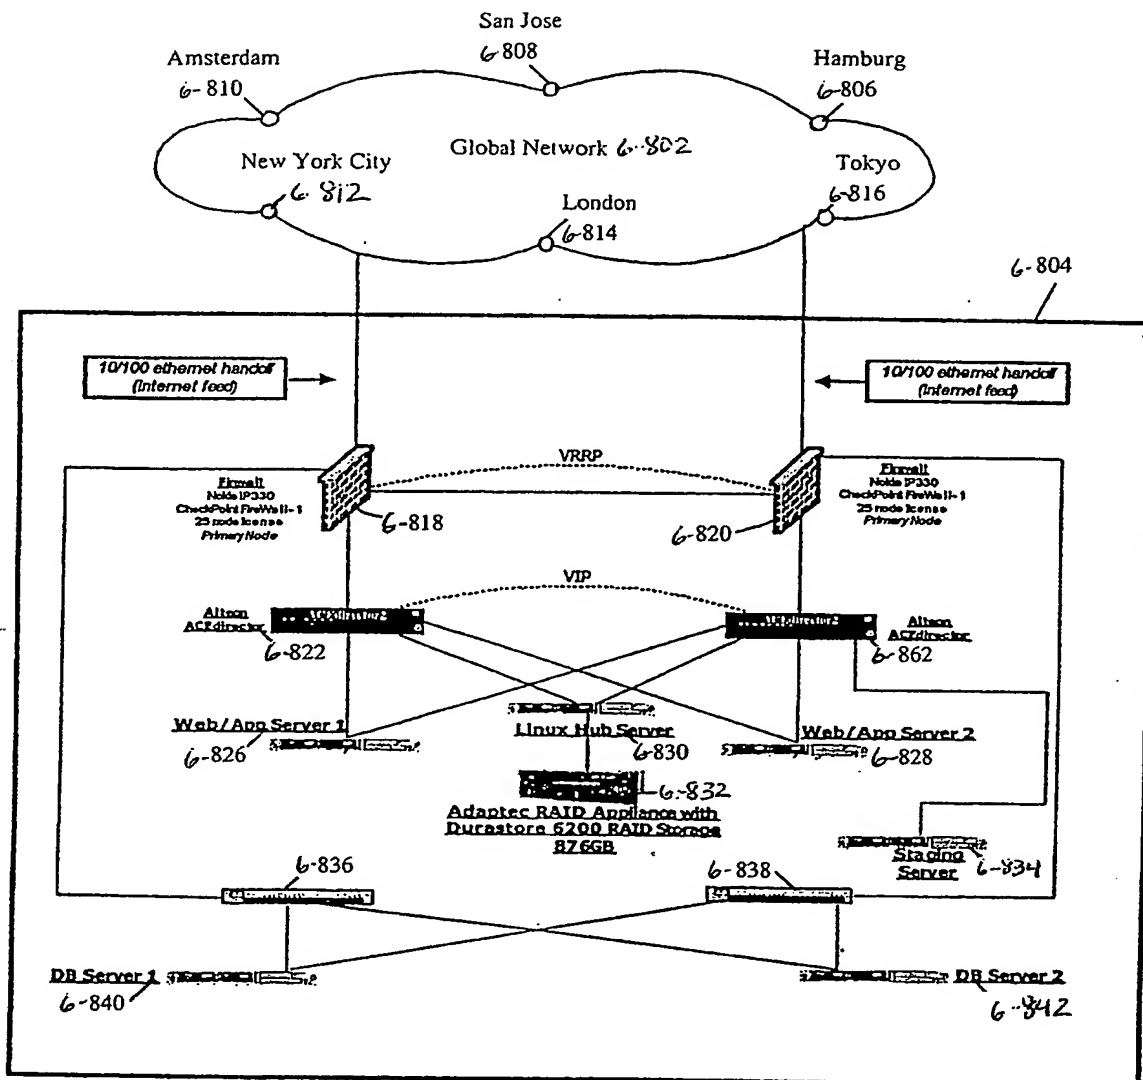 San Jose
6-808
Amsterdam
6-810
Hamburg
6-806
Global Network 6-802
New York City
6-812
Tokyo
6-816
London
6-814
6-804
10/100 ethernet handoff
(Internet feed)
10/100 ethernet handoff
(Internet feed)
VRRP
Firewall
Nokia IP330
CheckPoint FireWall-1
25 node license
Primary Node
6-818
6-820
Firewall
Nokia IP330
CheckPoint FireWall-1
25 node license
Primary Node
VIP
Alteon
ACEdirector
6-822
ACEdirector2
ACEdirector2
Alteon
ACEdirector
6-862
Web/App Server 1
6-826
Linux Hub Server
6-830
Web/App Server 2
6-828
6-832
Adaptec RAID Appliance with
Durastore 6200 RAID Storage
876GB
Staging
Server
6-834
6-836
6-838
DB Server 1
6-840
DB Server 2
6-842